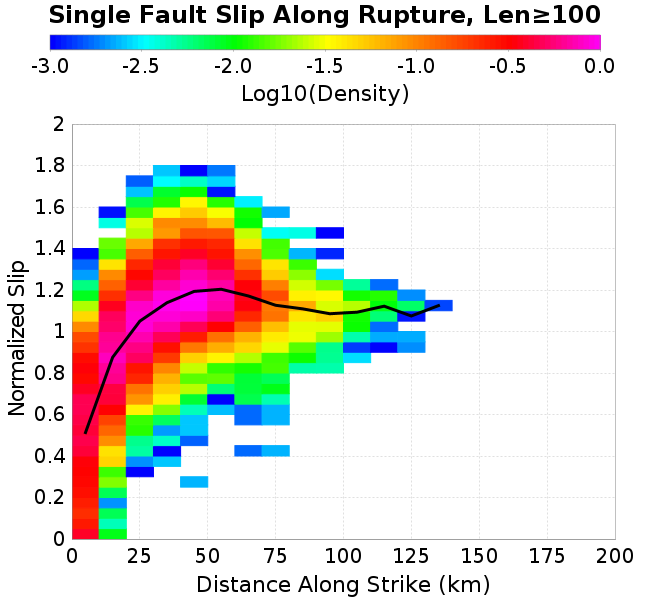 Single Fault Slip Along Rupture, Len≥100
-3.0 -2.5 -2.0 -1.5 -1.0 -0.5 0.0
Log10(Density)
2
1.8
1.6
1.4
1.2
1
0.8
0.6
0.4
0.2
0
Normalized Slip
0 25 50 75 100 125 150 175 200
Distance Along Strike (km)